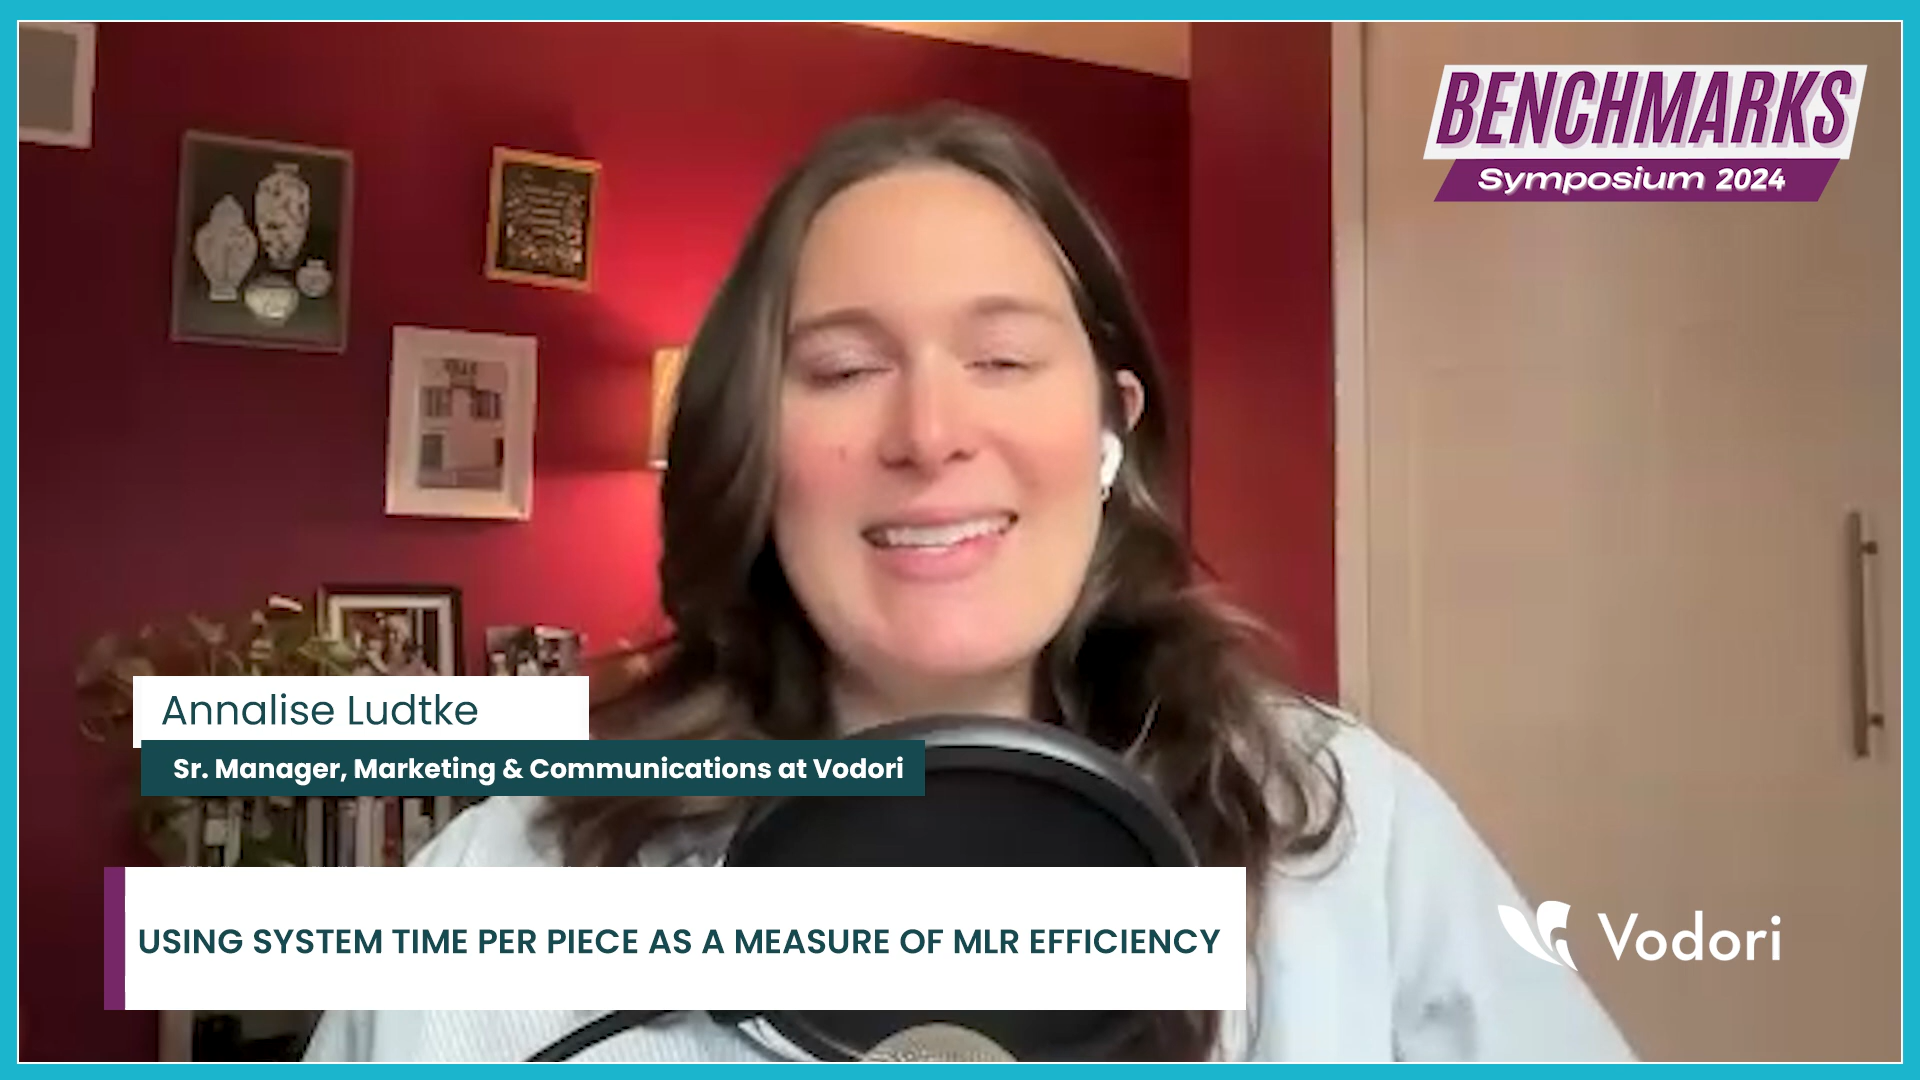 BENCHMARKS
Symposium 2024
Annalise Ludtke
Sr. Manager, Marketing & Communications at Vodori
USING SYSTEM TIME PER PIECE AS A MEASURE OF MLR EFFICIENCY
Vodori